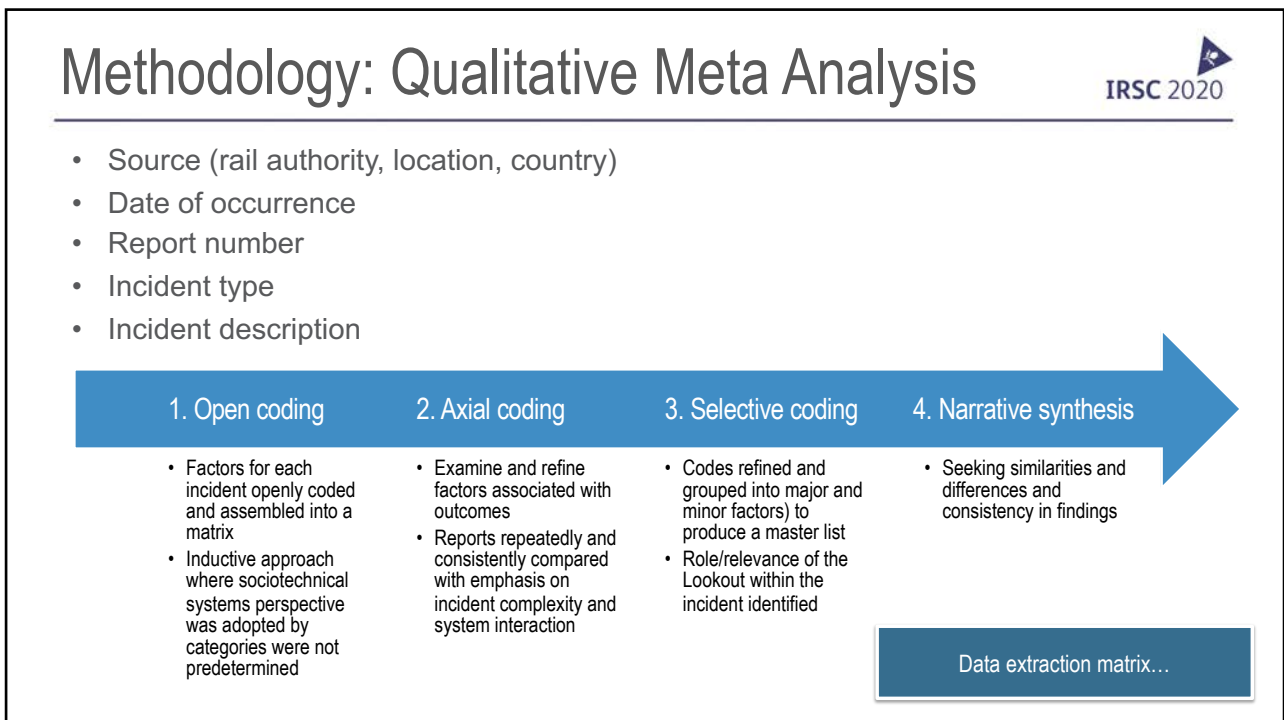 Methodology: Qualitative Meta Analysis
IRSC 2020
• Source (rail authority, location, country)
• Date of occurrence
• Report number
• Incident type
• Incident description
1. Open coding
• Factors for each
incident openly coded
and assembled into a
matrix
• Inductive approach
where sociotechnical
systems perspective
was adopted by
categories were not
predetermined
2. Axial coding
• Examine and refine
factors associated with
outcomes
• Reports repeatedly and
consistently compared
with emphasis on
incident complexity and
system interaction
3. Selective coding
• Codes refined and
grouped into major and
minor factors) to
produce a master list
• Role/relevance of the
Lookout within the
incident identified
4. Narrative synthesis
• Seeking similarities and
differences and
consistency in findings
Data extraction matrix…